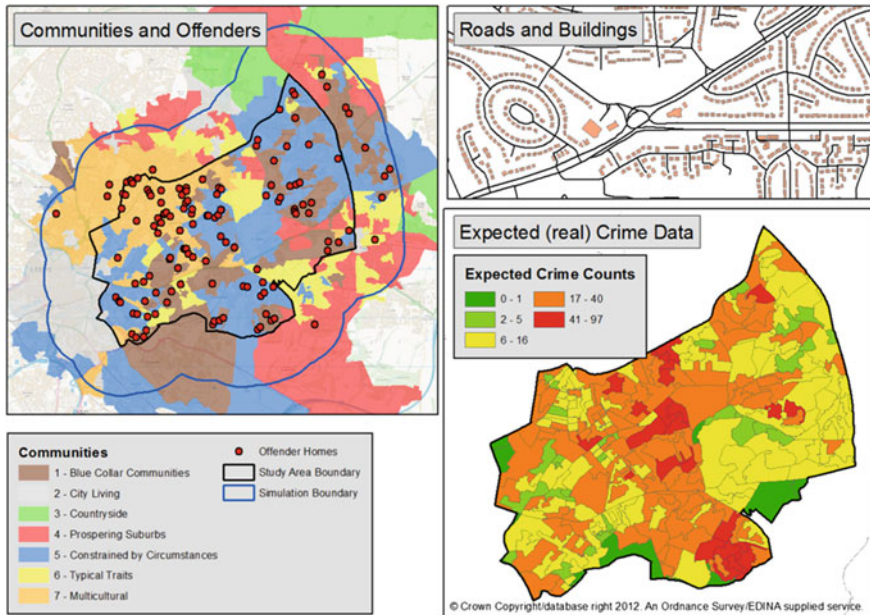 Communities and Offenders
Roads and Buildings
Expected (real) Crime Data
Expected Crime Counts
0 - 1
2 - 5
6 - 16
17 - 40
41 - 97
© Crown Copyright/database right 2012. An Ordnance Survey/EDINA supplied service.
Communities
1 - Blue Collar Communities
2 - City Living
3 - Countryside
4 - Prospering Suburbs
5 - Constrained by Circumstances
6 - Typical Traits
7 - Multicultural
Offender Homes
Study Area Boundary
Simulation Boundary